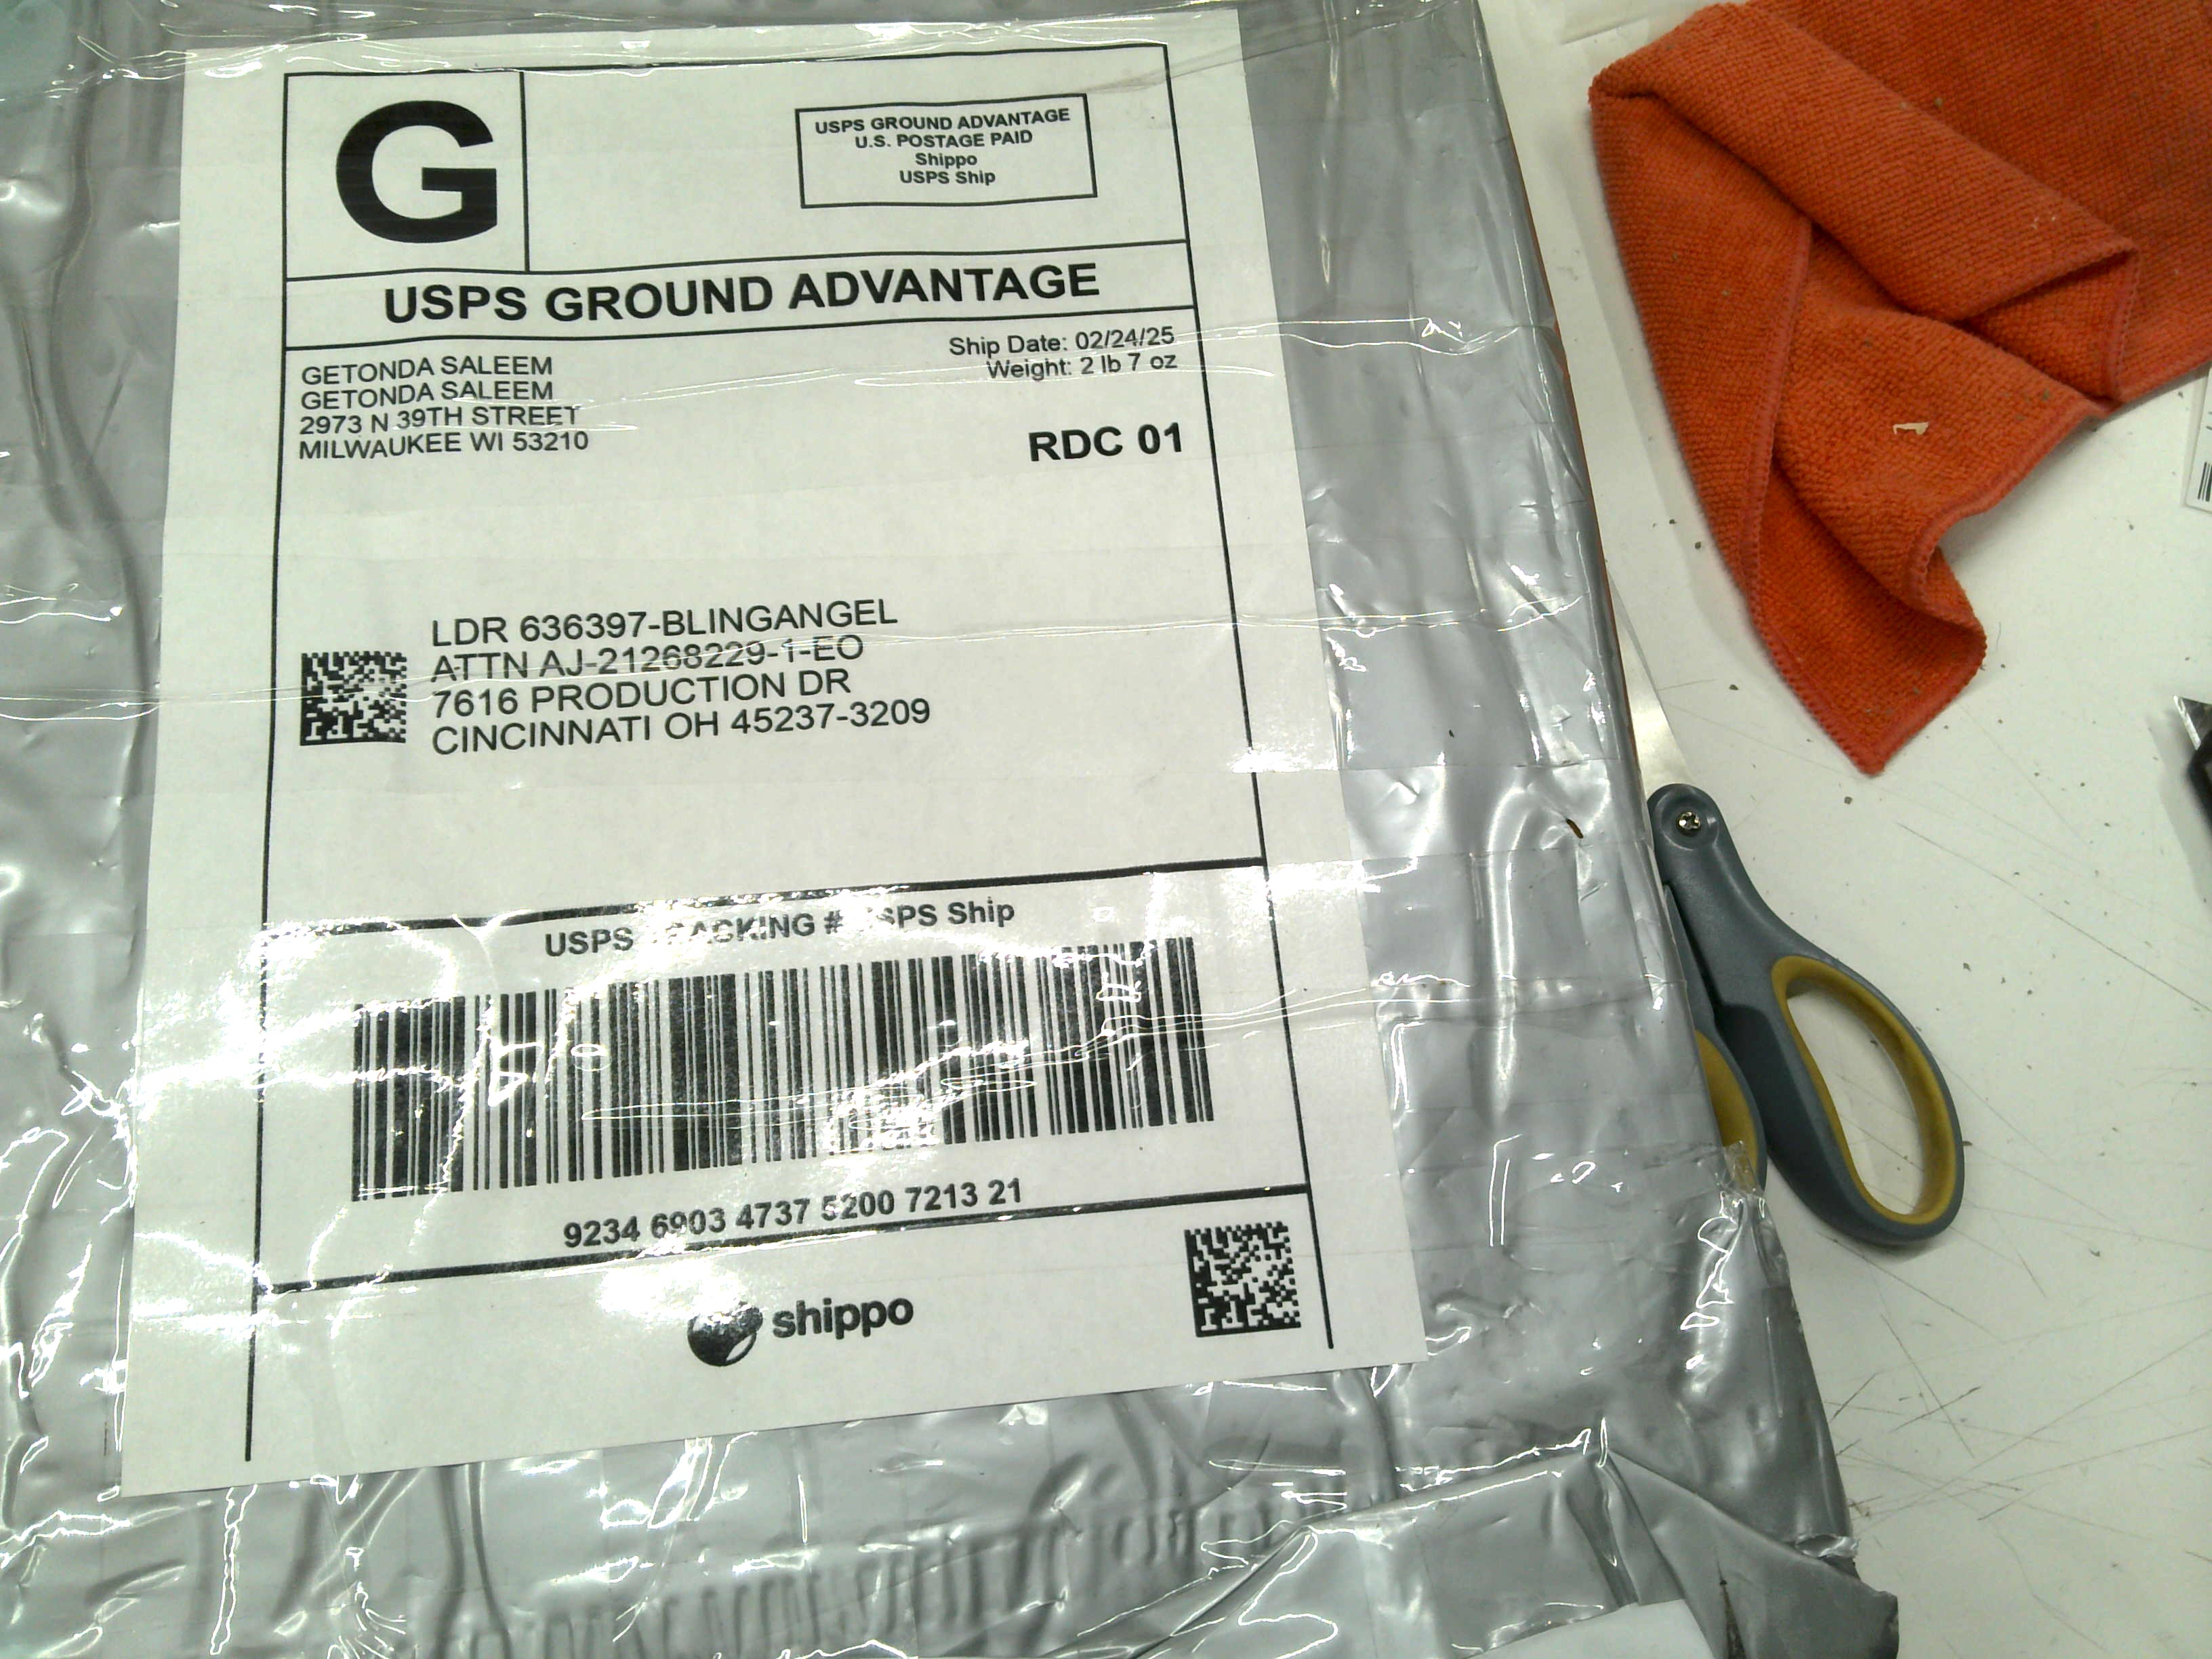 G
USPS GROUND ADVANTAGE
U.S. POSTAGE PAID
Shippo
USPS Ship
USPS GROUND ADVANTAGE
Ship Date: 02/24/25
Weight: 2 lb 7 oz
GETONDA SALEEM
GETONDA SALEEM
2973 N 39TH STREET
MILWAUKEE WI 53210
RDC 01
LDR 636397-BLINGANGEL
ATTN AJ-21268229-1-EO
7616 PRODUCTION DR
CINCINNATI OH 45237-3209
USPS TRACKING # USPS Ship
9234 6903 4737 5200 7213 21
shippo